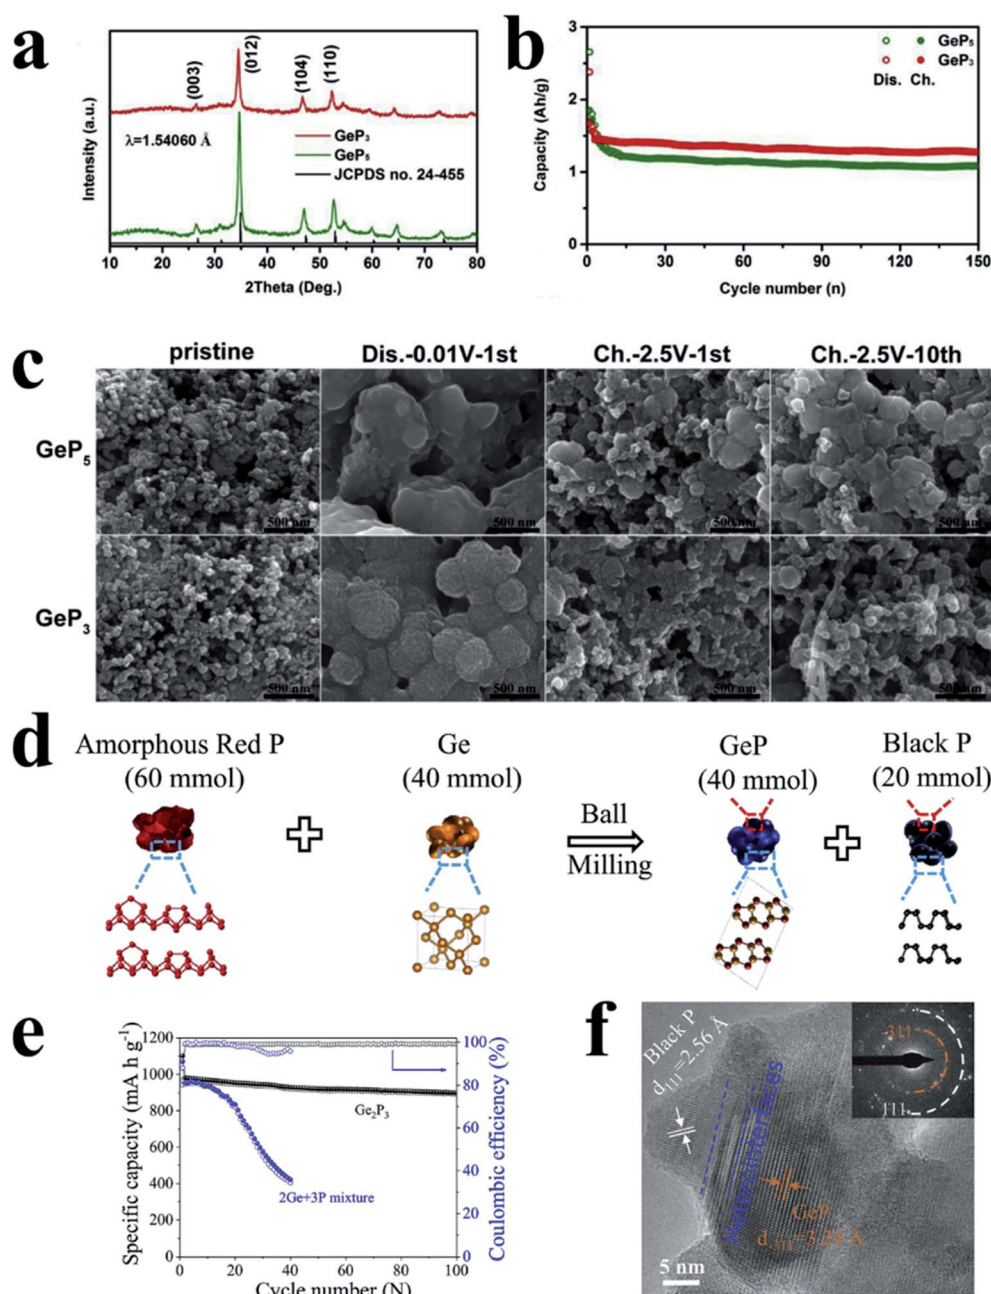 a
Intensity (a.u.)
(003)
(012)
(104)
(110)
λ=1.54060 Å
GeP₃
GeP₅
JCPDS no. 24-455
10 20 30 40 50 60 70 80
2Theta (Deg.)
b
Capacity (Ah/g)
3
2
1
0
GeP₅
GeP₃
Dis. Ch.
0 30 60 90 120 150
Cycle number (n)
c
pristine Dis.-0.01V-1st Ch.-2.5V-1st Ch.-2.5V-10th
GeP₅
500 nm 500 nm 500 nm 500 nm
GeP₃
500 nm 500 nm 500 nm 500 nm
d
Amorphous Red P
(60 mmol)
Ge
(40 mmol)
Ball
Milling
GeP
(40 mmol)
Black P
(20 mmol)
e
Specific capacity (mA h g⁻¹)
1200
1000
800
600
400
200
0
Ge₂P₃
2Ge+3P mixture
100
80
60
40
20
0
Coulombic efficiency (%)
0 20 40 60 80 100
Cycle number (N)
f
Black P
d₁₁₁=2.56 Å
Heterointerfaces
GeP
=3.24 Å
5 nm
311
111